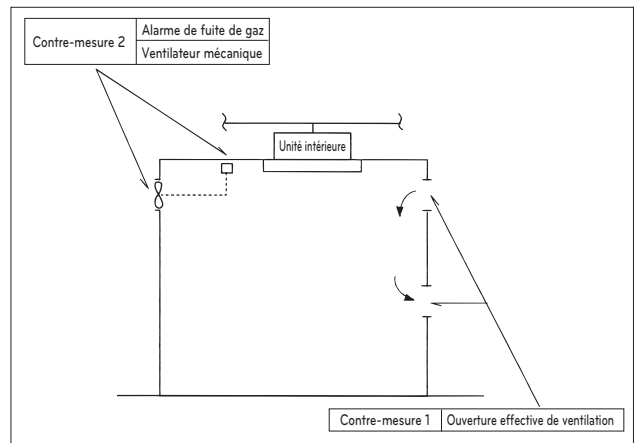 Contre-mesure 2
Alarme de fuite de gaz
Ventilateur mécanique
Unité intérieure
Contre-mesure 1
Ouverture effective de ventilation